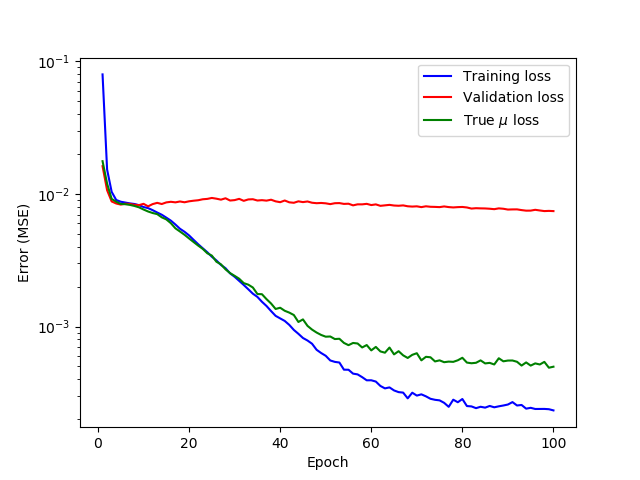 Training loss
Validation loss
True μ loss
10⁻¹
10⁻²
10⁻³
Error (MSE)
0 20 40 60 80 100
Epoch